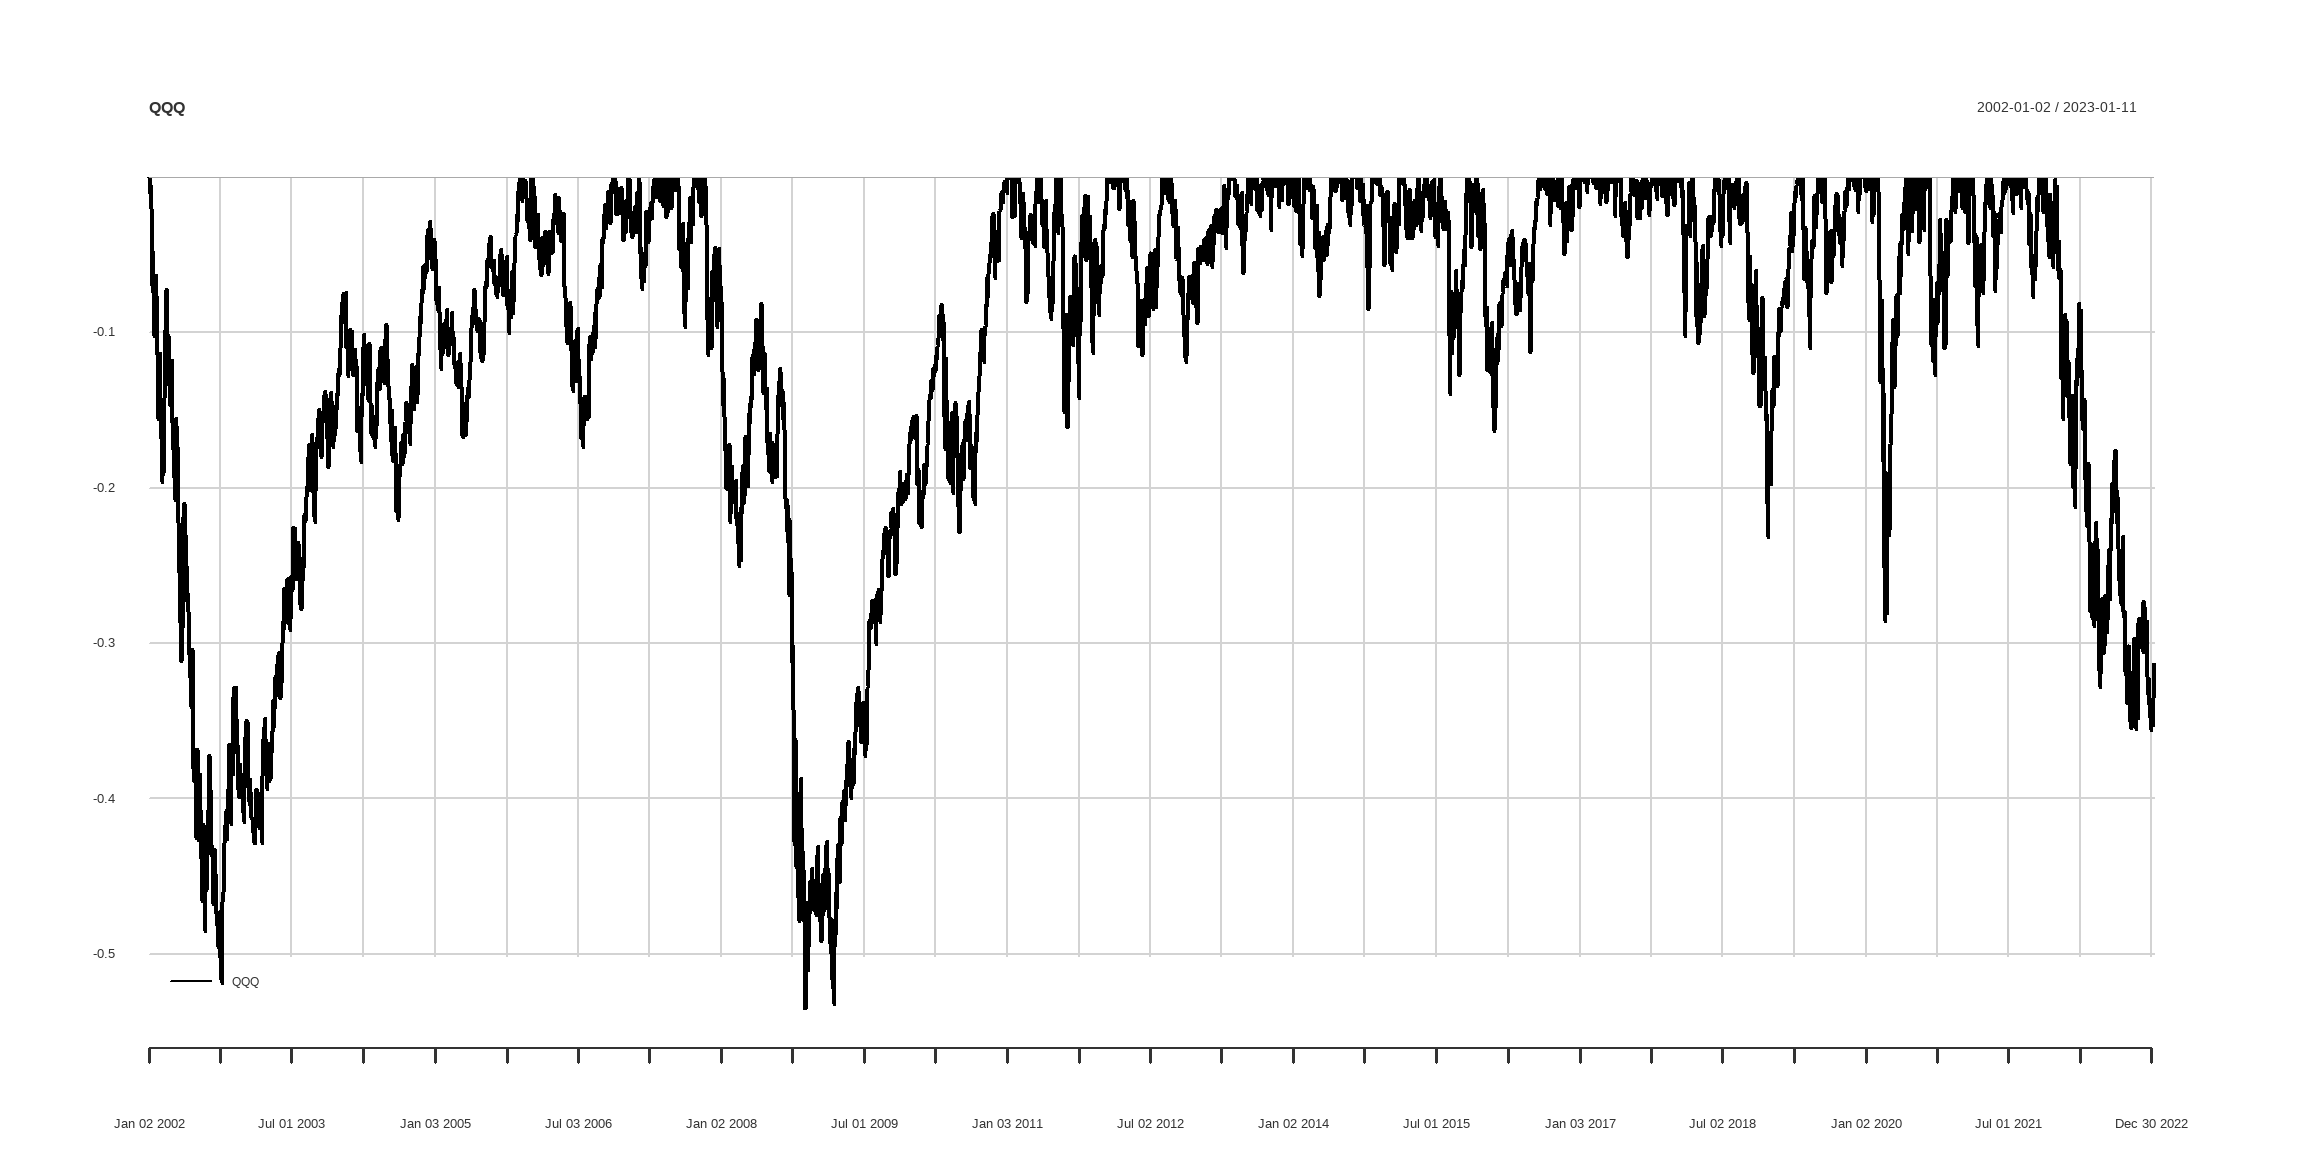 QQQ
2002-01-02 / 2023-01-11
-0.1
-0.2
-0.3
-0.4
-0.5
QQQ
Jan 02 2002
Jul 01 2003
Jan 03 2005
Jul 03 2006
Jan 02 2008
Jul 01 2009
Jan 03 2011
Jul 02 2012
Jan 02 2014
Jul 01 2015
Jan 03 2017
Jul 02 2018
Jan 02 2020
Jul 01 2021
Dec 30 2022